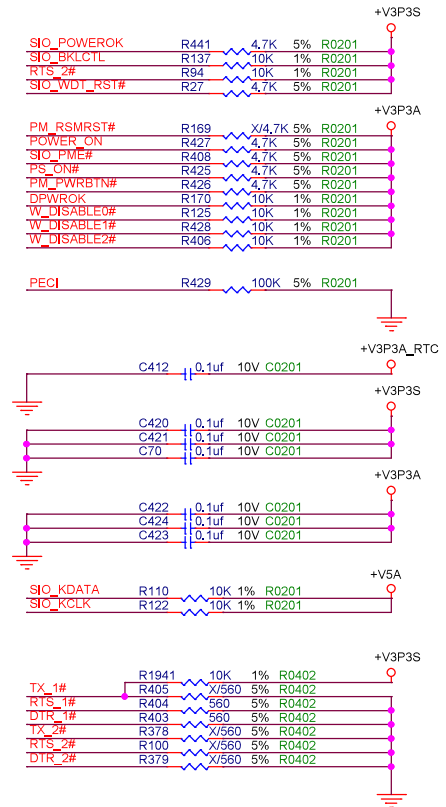 +V3P3S
SIO_POWEROK R441 4.7K 5% R0201
SIO_BKLCTL R137 10K 1% R0201
RTS_2# R94 10K 1% R0201
SIO_WDT_RST# R27 4.7K 5% R0201
+V3P3A
PM_RSMRST# R169 X/4.7K 5% R0201
POWER_ON R427 4.7K 5% R0201
SIO_PME# R408 4.7K 5% R0201
PS_ON# R425 4.7K 5% R0201
PM_PWRBTN# R426 4.7K 5% R0201
DPWROK R170 10K 1% R0201
W_DISABLE0# R125 10K 1% R0201
W_DISABLE1# R428 10K 1% R0201
W_DISABLE2# R406 10K 1% R0201
PECI R429 100K 5% R0201
+V3P3A_RTC
C412 0.1uf 10V C0201
+V3P3S
C420 0.1uf 10V C0201
C421 0.1uf 10V C0201
C70 0.1uf 10V C0201
+V3P3A
C422 0.1uf 10V C0201
C424 0.1uf 10V C0201
C423 0.1uf 10V C0201
+V5A
SIO_KDATA R110 10K 1% R0201
SIO_KCLK R122 10K 1% R0201
+V3P3S
R1941 10K 1% R0402
TX_1# R405 X/560 5% R0402
RTS_1# R404 560 5% R0402
DTR_1# R403 560 5% R0402
TX_2# R378 X/560 5% R0402
RTS_2# R100 X/560 5% R0402
DTR_2# R379 X/560 5% R0402